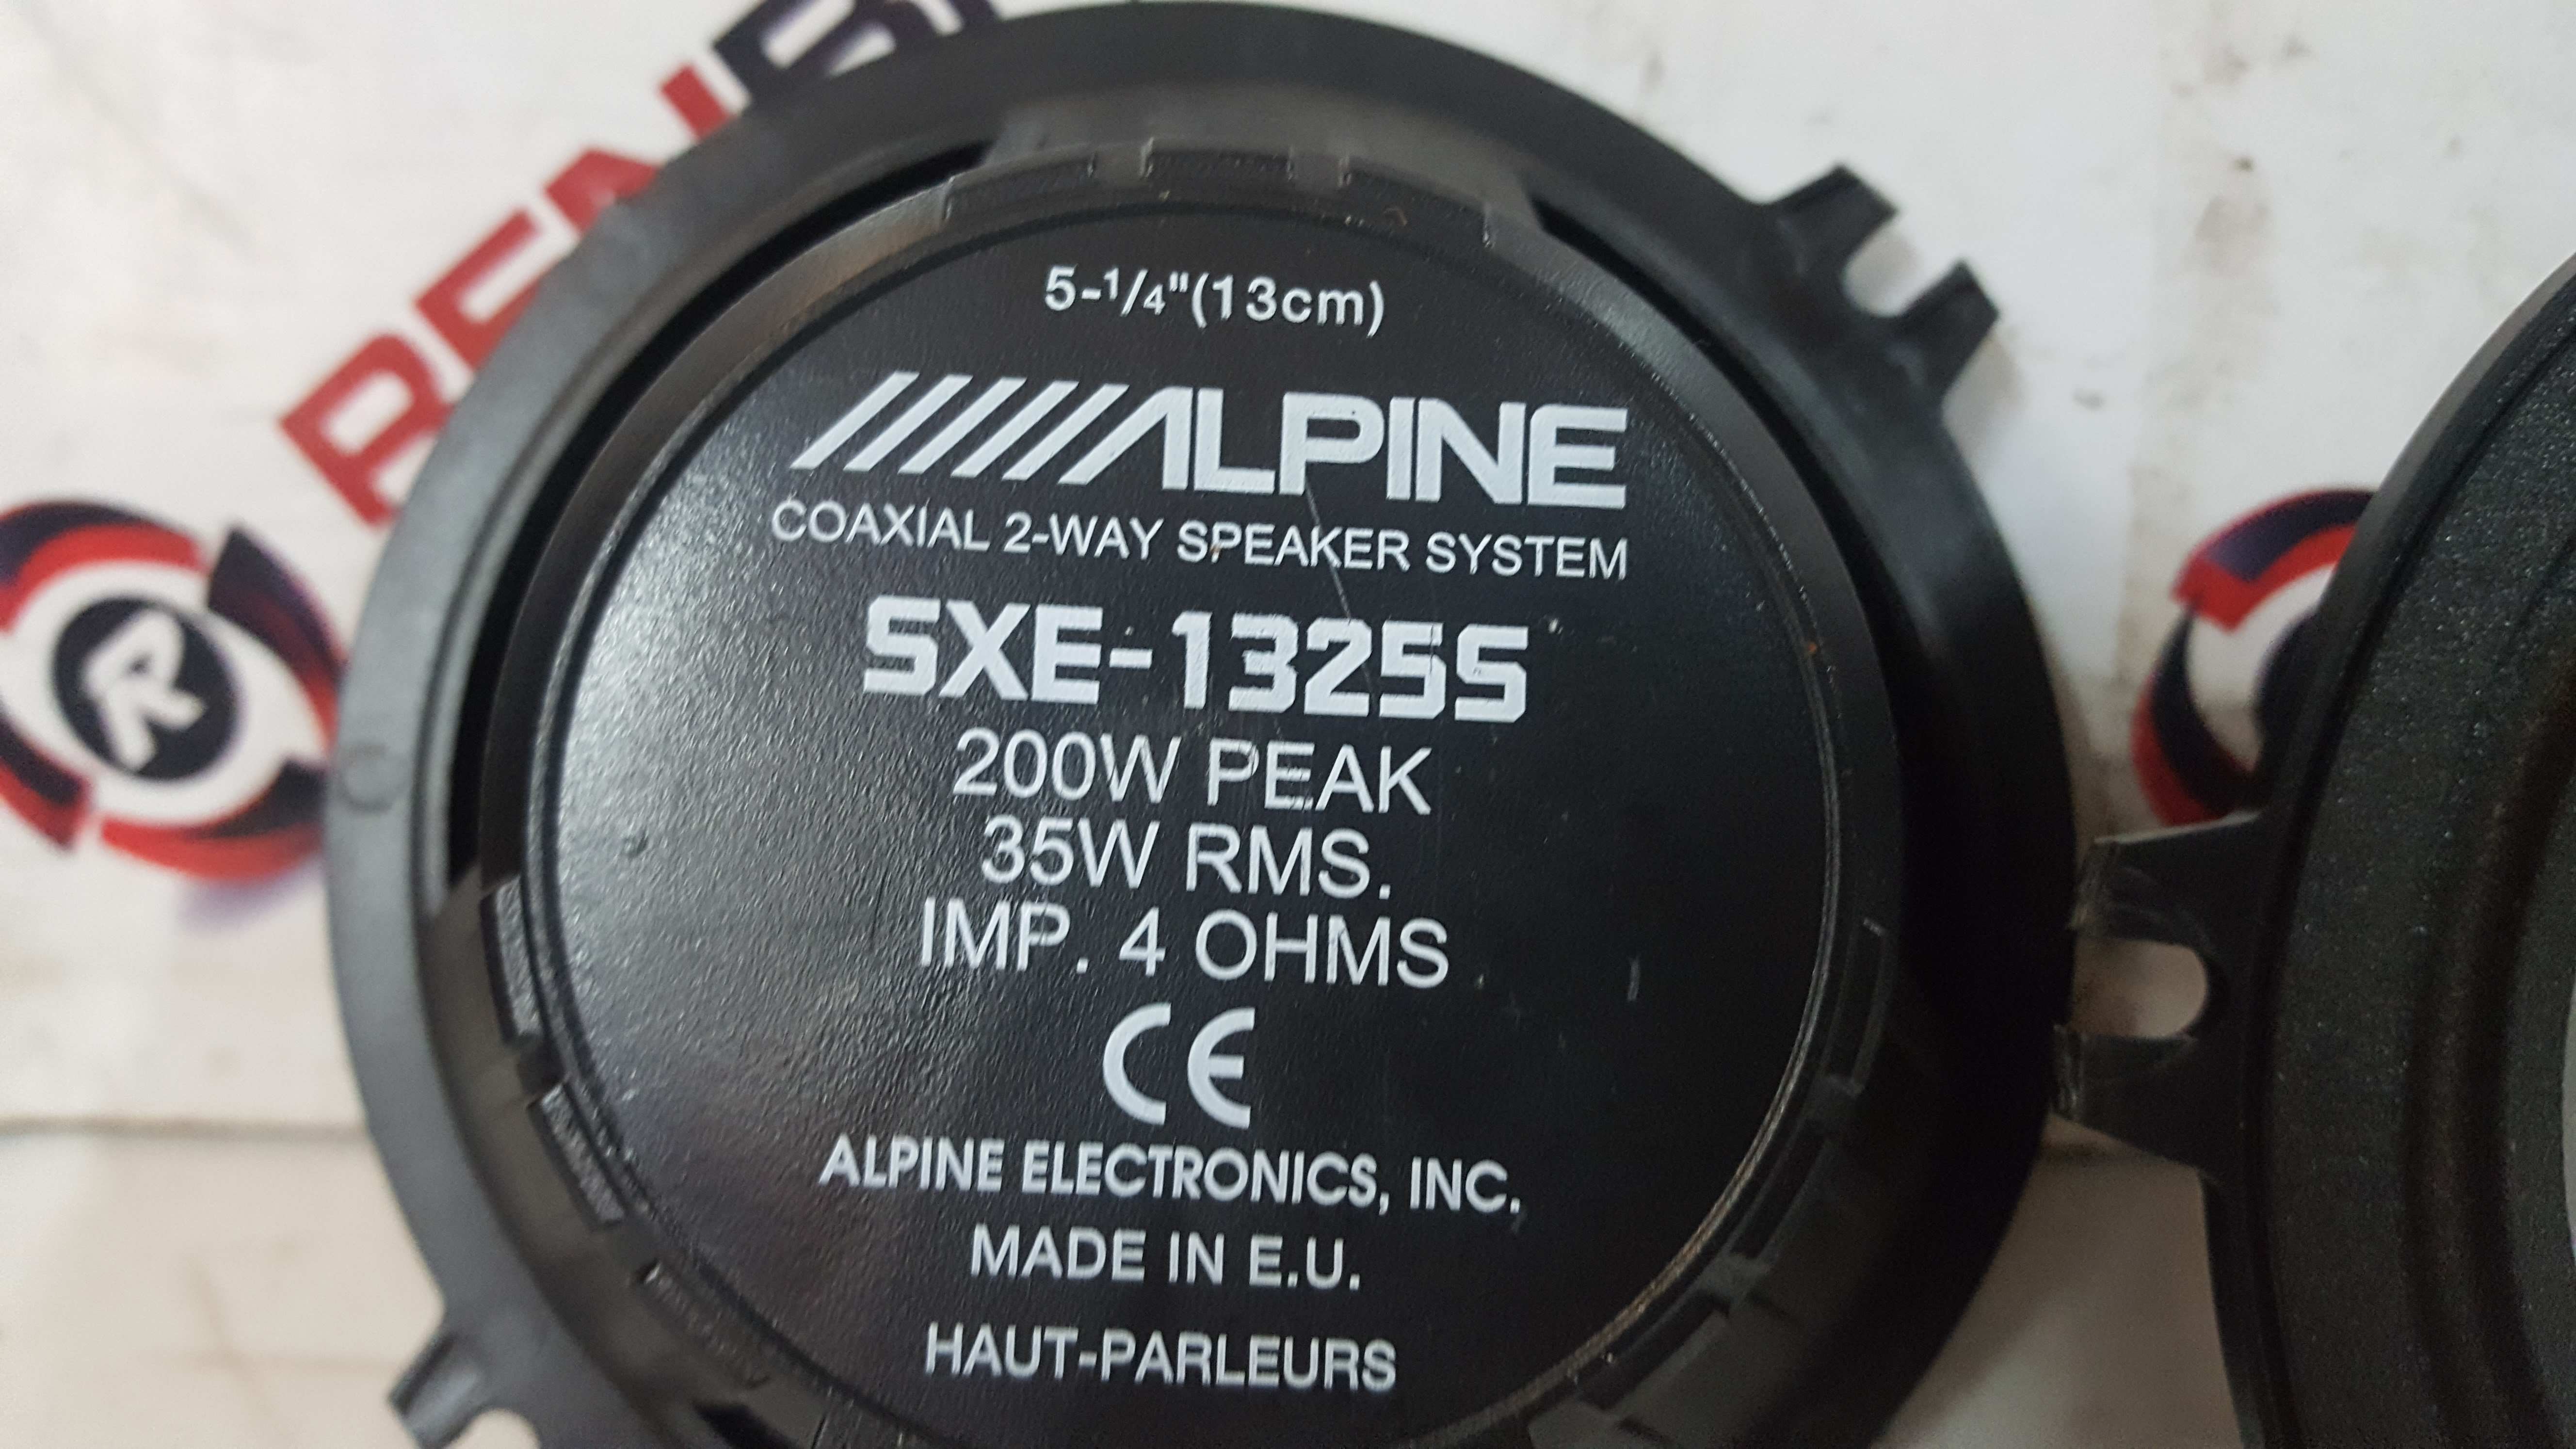 5-1/4"(13cm)
ALPINE
COAXIAL 2-WAY SPEAKER SYSTEM
SXE-1325S
200W PEAK
35W RMS.
IMP. 4 OHMS
CE
ALPINE ELECTRONICS, INC.
MADE IN E.U.
HAUT-PARLEURS
R